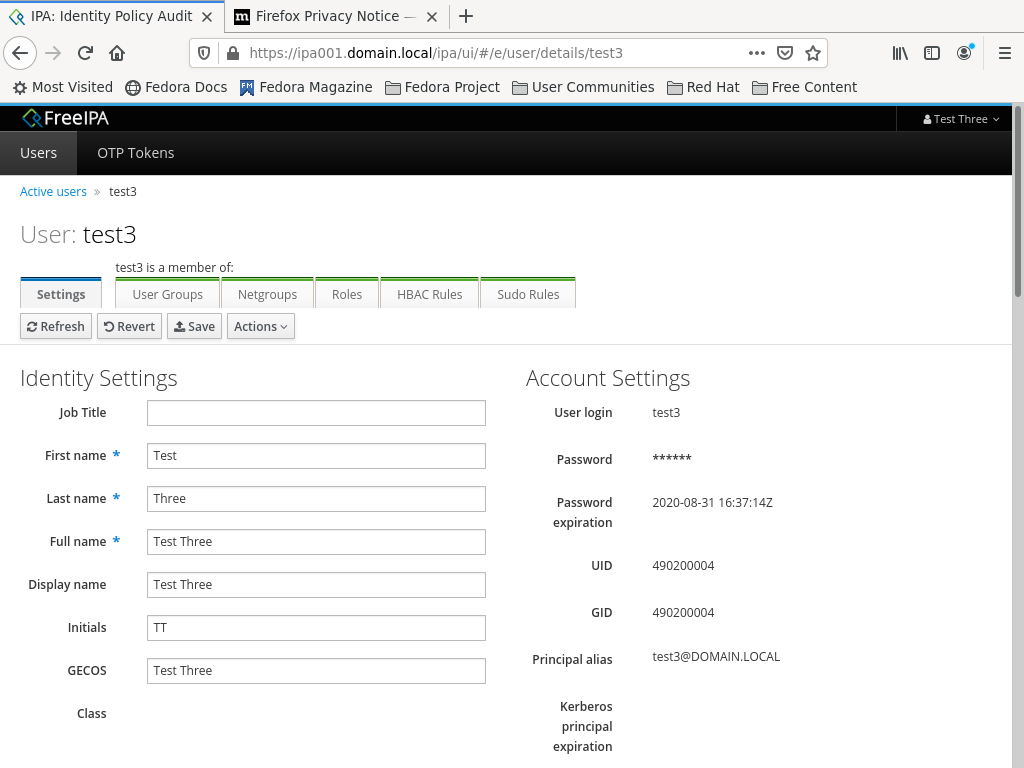 IPA: Identity Policy Audit
Firefox Privacy Notice —
https://ipa001.domain.local/ipa/ui/#/e/user/details/test3
Most Visited Fedora Docs Fedora Magazine Fedora Project User Communities Red Hat Free Content
FreeIPA Test Three
Users OTP Tokens
Active users » test3
User: test3
test3 is a member of:
Settings User Groups Netgroups Roles HBAC Rules Sudo Rules
Refresh Revert Save Actions
Identity Settings
Job Title
First name * Test
Last name * Three
Full name * Test Three
Display name Test Three
Initials TT
GECOS Test Three
Class
Account Settings
User login test3
Password ******
Password
expiration
2020-08-31 16:37:14Z
UID 490200004
GID 490200004
Principal alias test3@DOMAIN.LOCAL
Kerberos
principal
expiration